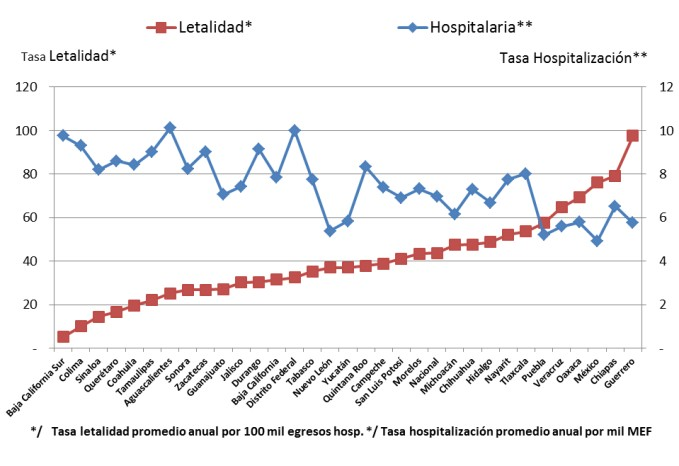 Letalidad* Hospitalaria**
Tasa Letalidad* Tasa Hospitalización**
120 12
100 10
80 8
60 6
40 4
20 2
- -
Baja California Sur
Colima
Sinaloa
Querétaro
Coahuila
Tamaulipas
Aguascalientes
Sonora
Zacatecas
Guanajuato
Jalisco
Durango
Baja California
Distrito Federal
Tabasco
Nuevo León
Yucatán
Quintana Roo
Campeche
San Luis Potosí
Morelos
Nacional
Michoacán
Chihuahua
Hidalgo
Nayarit
Tlaxcala
Puebla
Veracruz
Oaxaca
México
Chiapas
Guerrero
*/ Tasa letalidad promedio anual por 100 mil egresos hosp. */ Tasa hospitalización promedio anual por mil MEF